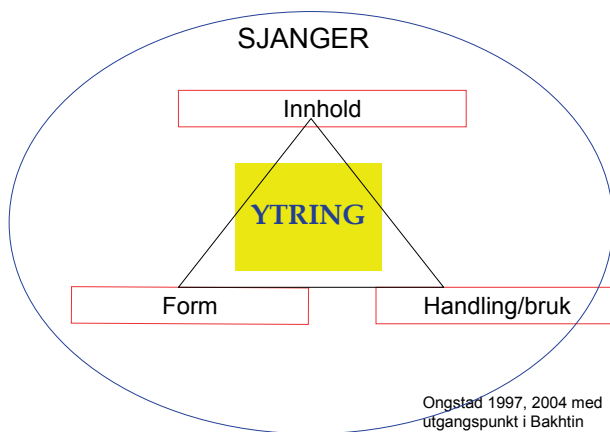 SJANGER
Innhold
YTRING
Form
Handling/bruk
Ongstad 1997, 2004 med
utgangspunkt i Bakhtin